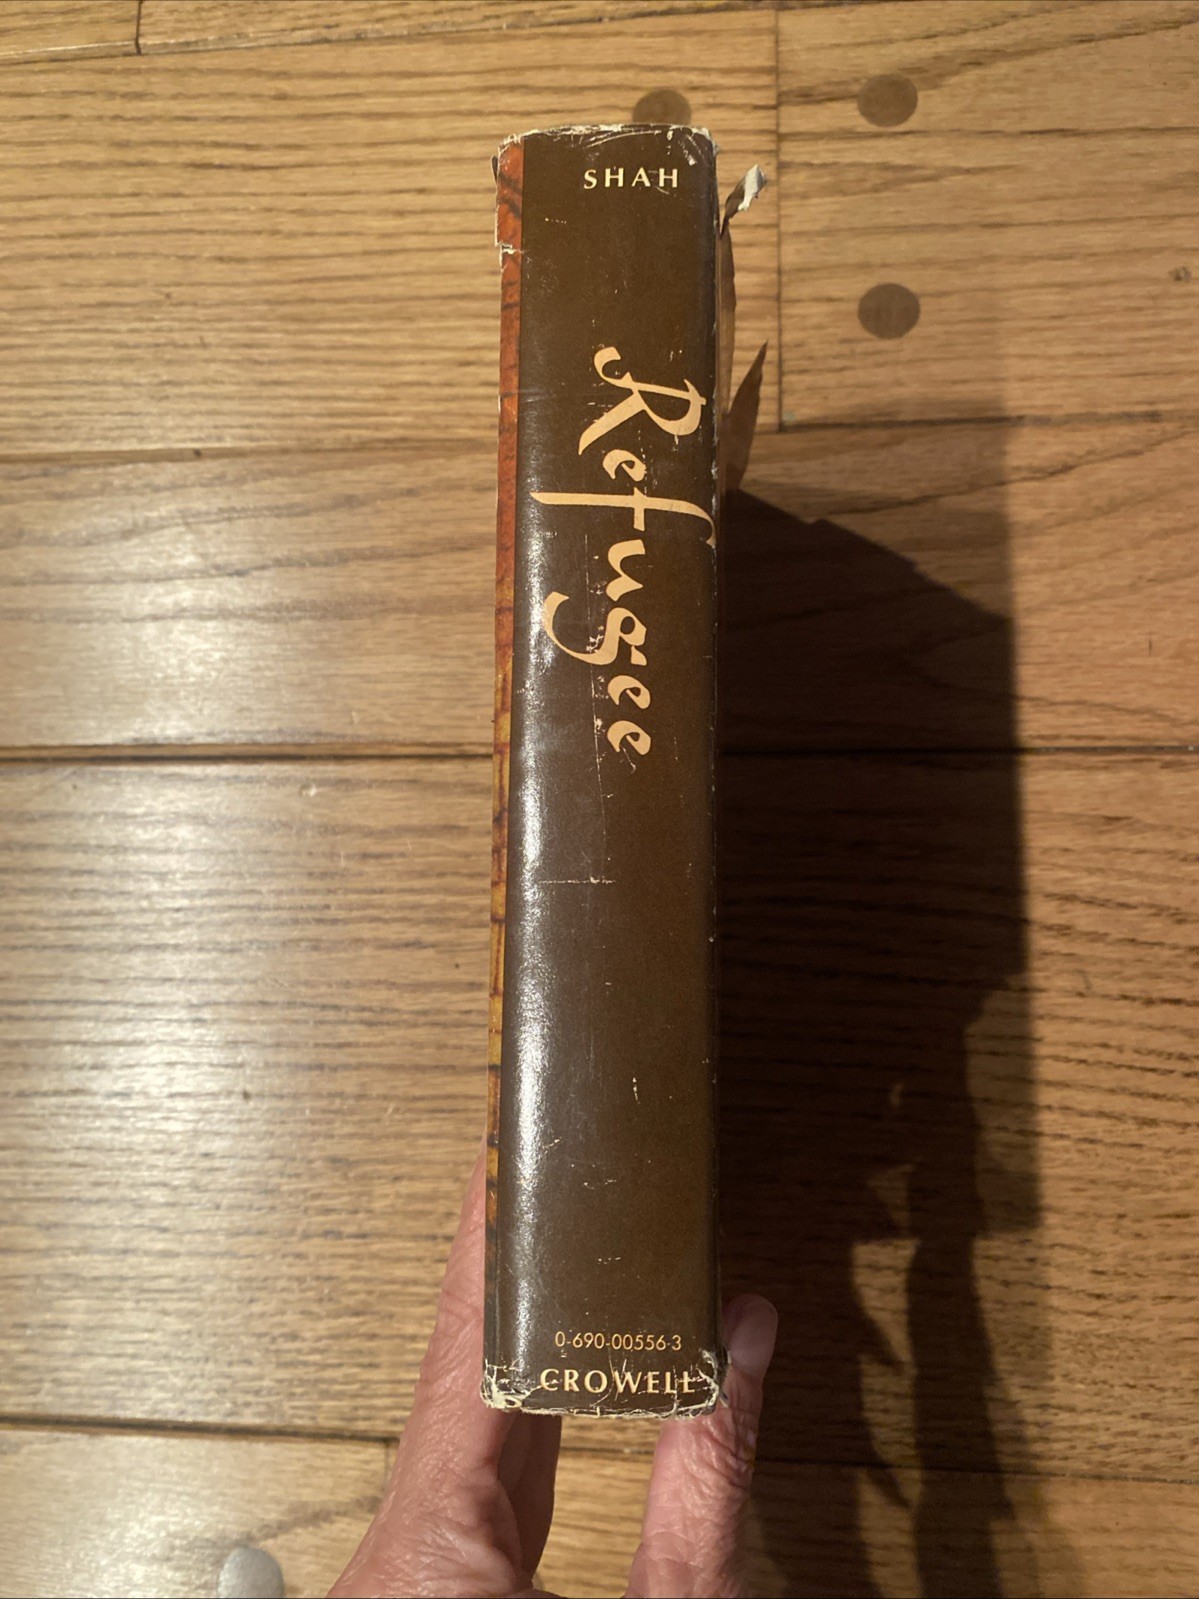 SHAH
Refugee
0-690-00556-3
CROWELL